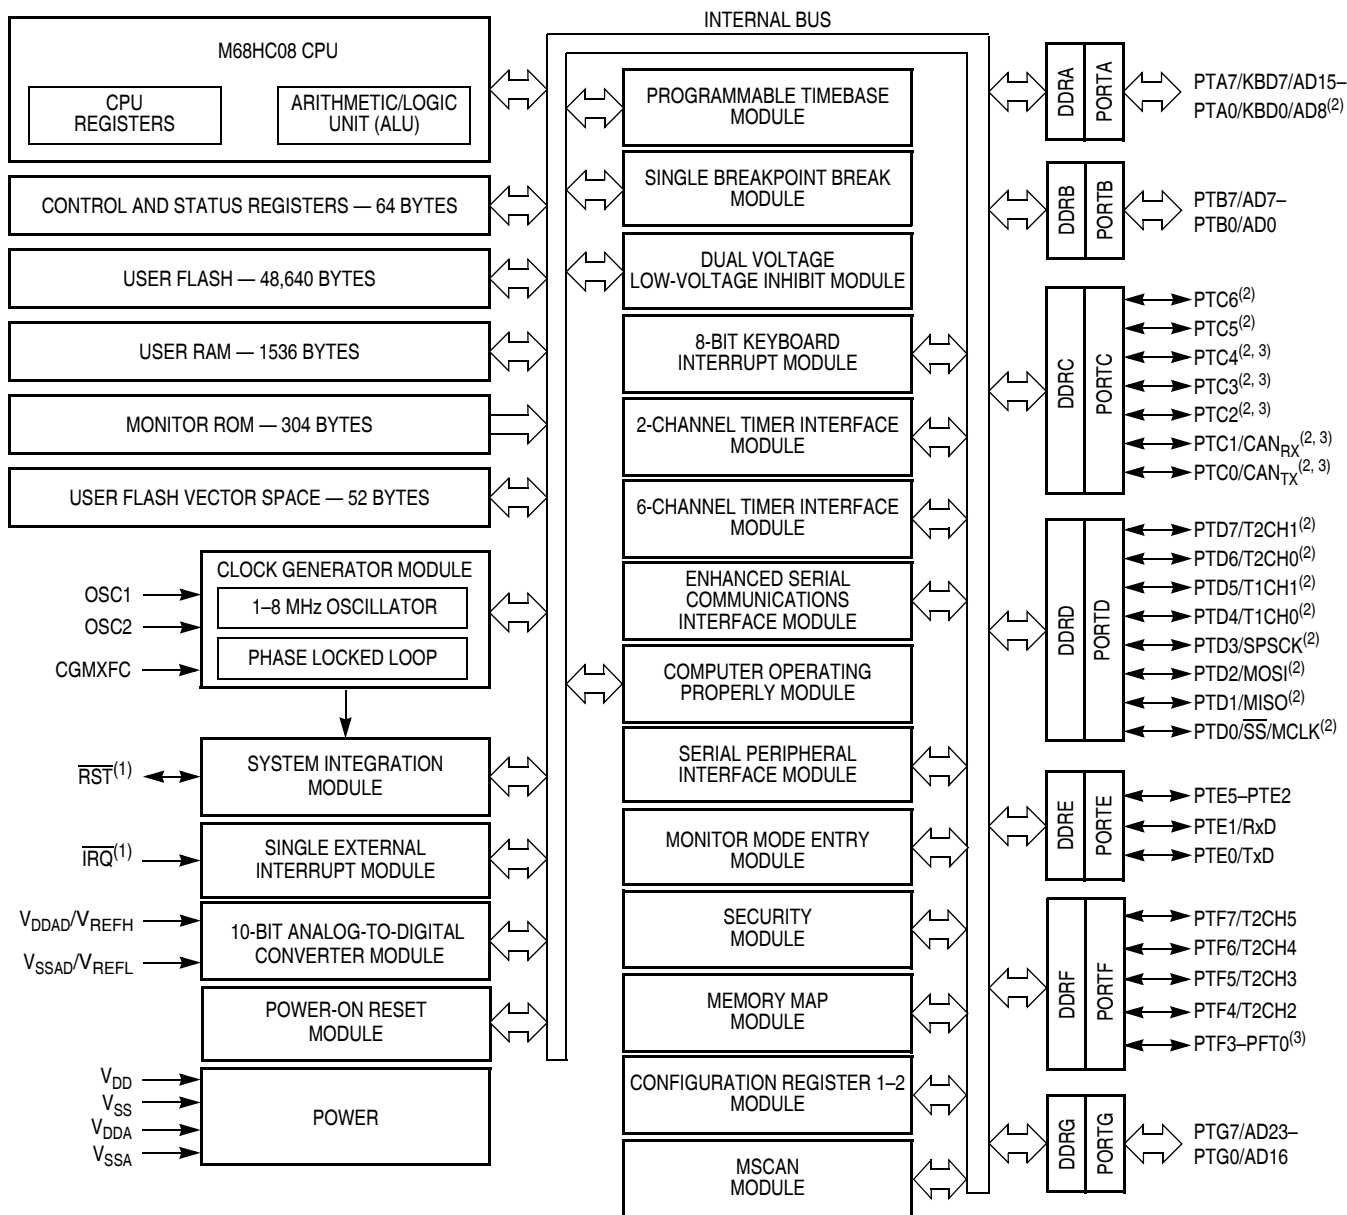 INTERNAL BUS
M68HC08 CPU
CPU
REGISTERS
ARITHMETIC/LOGIC
UNIT (ALU)
CONTROL AND STATUS REGISTERS — 64 BYTES
USER FLASH — 48,640 BYTES
USER RAM — 1536 BYTES
MONITOR ROM — 304 BYTES
USER FLASH VECTOR SPACE — 52 BYTES
CLOCK GENERATOR MODULE
1–8 MHz OSCILLATOR
PHASE LOCKED LOOP
OSC1
OSC2
CGMXFC
SYSTEM INTEGRATION
MODULE
RST(1)
SINGLE EXTERNAL
INTERRUPT MODULE
IRQ(1)
10-BIT ANALOG-TO-DIGITAL
CONVERTER MODULE
VDDAD/VREFH
VSSAD/VREFL
POWER-ON RESET
MODULE
POWER
VDD
VSS
VDDA
VSSA
PROGRAMMABLE TIMEBASE
MODULE
SINGLE BREAKPOINT BREAK
MODULE
DUAL VOLTAGE
LOW-VOLTAGE INHIBIT MODULE
8-BIT KEYBOARD
INTERRUPT MODULE
2-CHANNEL TIMER INTERFACE
MODULE
6-CHANNEL TIMER INTERFACE
MODULE
ENHANCED SERIAL
COMMUNICATIONS
INTERFACE MODULE
COMPUTER OPERATING
PROPERLY MODULE
SERIAL PERIPHERAL
INTERFACE MODULE
MONITOR MODE ENTRY
MODULE
SECURITY
MODULE
MEMORY MAP
MODULE
CONFIGURATION REGISTER 1–2
MODULE
MSCAN
MODULE
DDRA
PORTA
PTA7/KBD7/AD15–
PTA0/KBD0/AD8(2)
DDRB
PORTB
PTB7/AD7–
PTB0/AD0
DDRC
PORTC
PTC6(2)
PTC5(2)
PTC4(2, 3)
PTC3(2, 3)
PTC2(2, 3)
PTC1/CANRX(2, 3)
PTC0/CANTX(2, 3)
DDRD
PORTD
PTD7/T2CH1(2)
PTD6/T2CH0(2)
PTD5/T1CH1(2)
PTD4/T1CH0(2)
PTD3/SPSCK(2)
PTD2/MOSI(2)
PTD1/MISO(2)
PTD0/SS/MCLK(2)
DDRE
PORTE
PTE5–PTE2
PTE1/RxD
PTE0/TxD
DDRF
PORTF
PTF7/T2CH5
PTF6/T2CH4
PTF5/T2CH3
PTF4/T2CH2
PTF3–PFT0(3)
DDRG
PORTG
PTG7/AD23–
PTG0/AD16